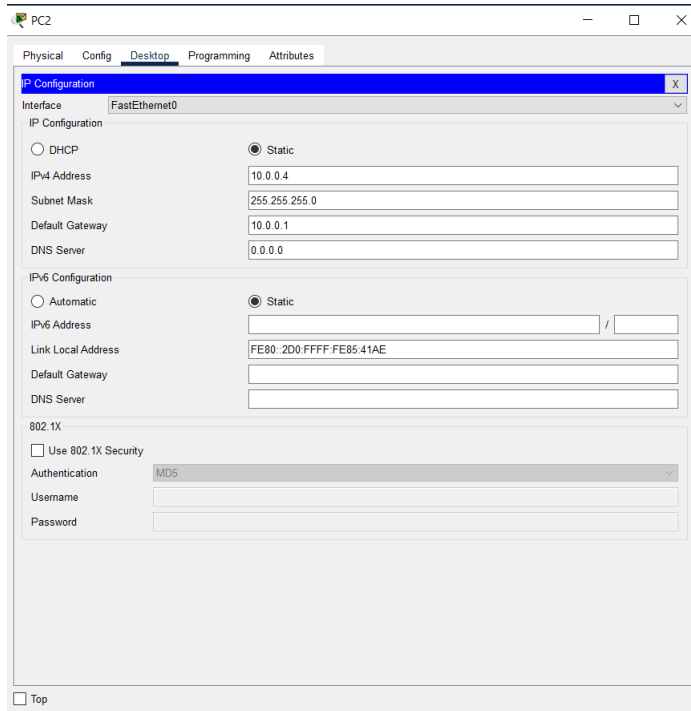 PC2
Physical Config Desktop Programming Attributes
IP Configuration X
Interface FastEthernet0
IP Configuration
DHCP Static
IPv4 Address 10.0.0.4
Subnet Mask 255.255.255.0
Default Gateway 10.0.0.1
DNS Server 0.0.0.0
IPv6 Configuration
Automatic Static
IPv6 Address /
Link Local Address FE80::2D0:FFFF:FE85:41AE
Default Gateway
DNS Server
802.1X
Use 802.1X Security
Authentication MD5
Username
Password
Top